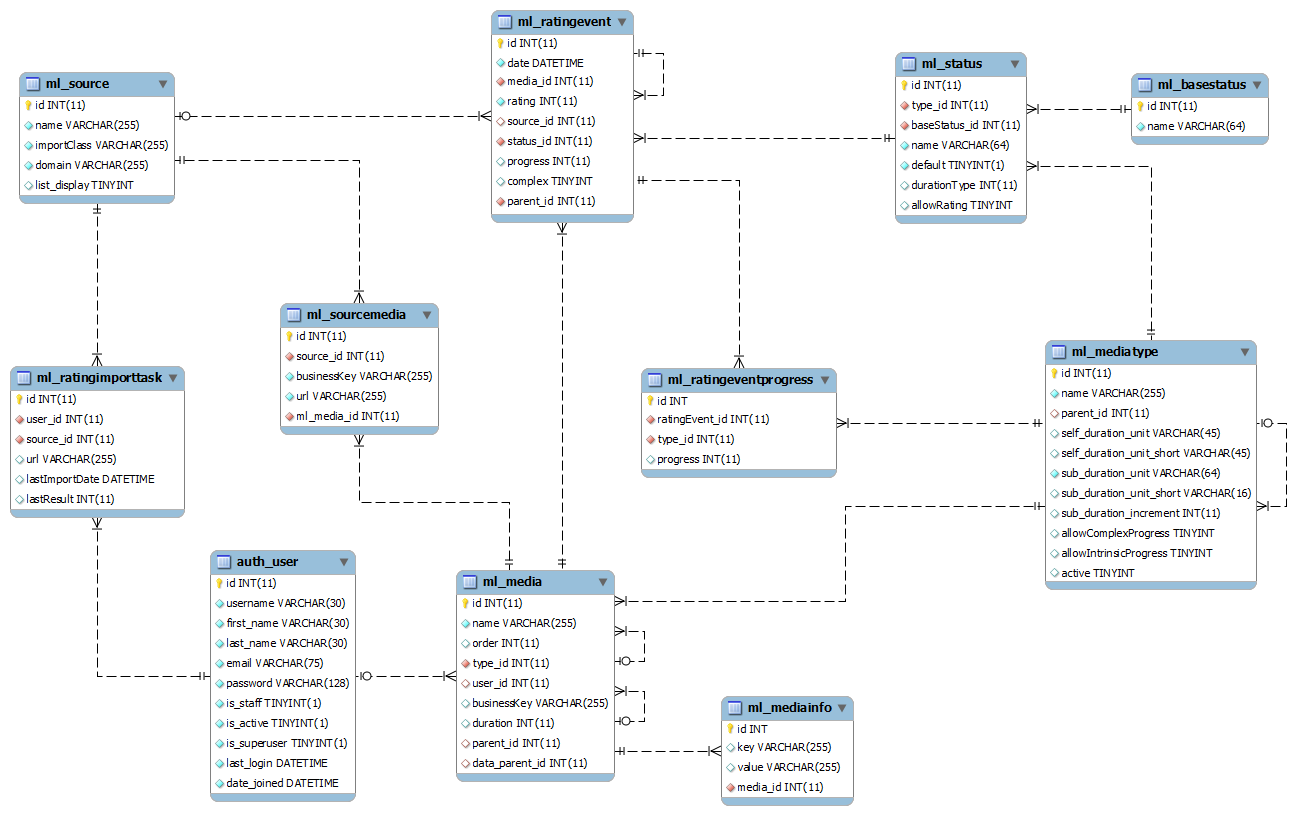 ml_ratingevent
id INT(11)
date DATETIME
media_id INT(11)
rating INT(11)
source_id INT(11)
status_id INT(11)
progress INT(11)
complex TINYINT
parent_id INT(11)
ml_status
id INT(11)
type_id INT(11)
baseStatus_id INT(11)
name VARCHAR(64)
default TINYINT(1)
durationType INT(11)
allowRating TINYINT
ml_basestatus
id INT(11)
name VARCHAR(64)
ml_source
id INT(11)
name VARCHAR(255)
importClass VARCHAR(255)
domain VARCHAR(255)
list_display TINYINT
ml_sourcemedia
id INT(11)
source_id INT(11)
businessKey VARCHAR(255)
url VARCHAR(255)
ml_media_id INT(11)
ml_ratingimporttask
id INT(11)
user_id INT(11)
source_id INT(11)
url VARCHAR(255)
lastImportDate DATETIME
lastResult INT(11)
ml_ratingeventprogress
id INT
ratingEvent_id INT(11)
type_id INT(11)
progress INT(11)
ml_mediatype
id INT(11)
name VARCHAR(255)
parent_id INT(11)
self_duration_unit VARCHAR(45)
self_duration_unit_short VARCHAR(45)
sub_duration_unit VARCHAR(64)
sub_duration_unit_short VARCHAR(16)
sub_duration_increment INT(11)
allowComplexProgress TINYINT
allowIntrinsicProgress TINYINT
active TINYINT
auth_user
id INT(11)
username VARCHAR(30)
first_name VARCHAR(30)
last_name VARCHAR(30)
email VARCHAR(75)
password VARCHAR(128)
is_staff TINYINT(1)
is_active TINYINT(1)
is_superuser TINYINT(1)
last_login DATETIME
date_joined DATETIME
ml_media
id INT(11)
name VARCHAR(255)
order INT(11)
type_id INT(11)
user_id INT(11)
businessKey VARCHAR(255)
duration INT(11)
parent_id INT(11)
data_parent_id INT(11)
ml_mediainfo
id INT
key VARCHAR(255)
value VARCHAR(255)
media_id INT(11)